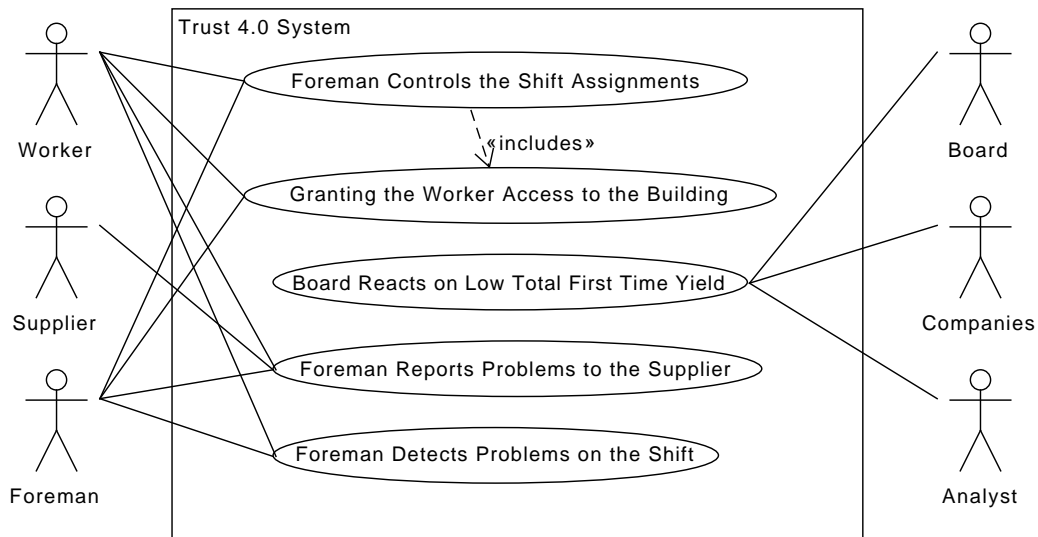 Trust 4.0 System
Foreman Controls the Shift Assignments
Worker
«includes»
Board
Granting the Worker Access to the Building
Board Reacts on Low Total First Time Yield
Supplier
Companies
Foreman Reports Problems to the Supplier
Foreman Detects Problems on the Shift
Foreman
Analyst